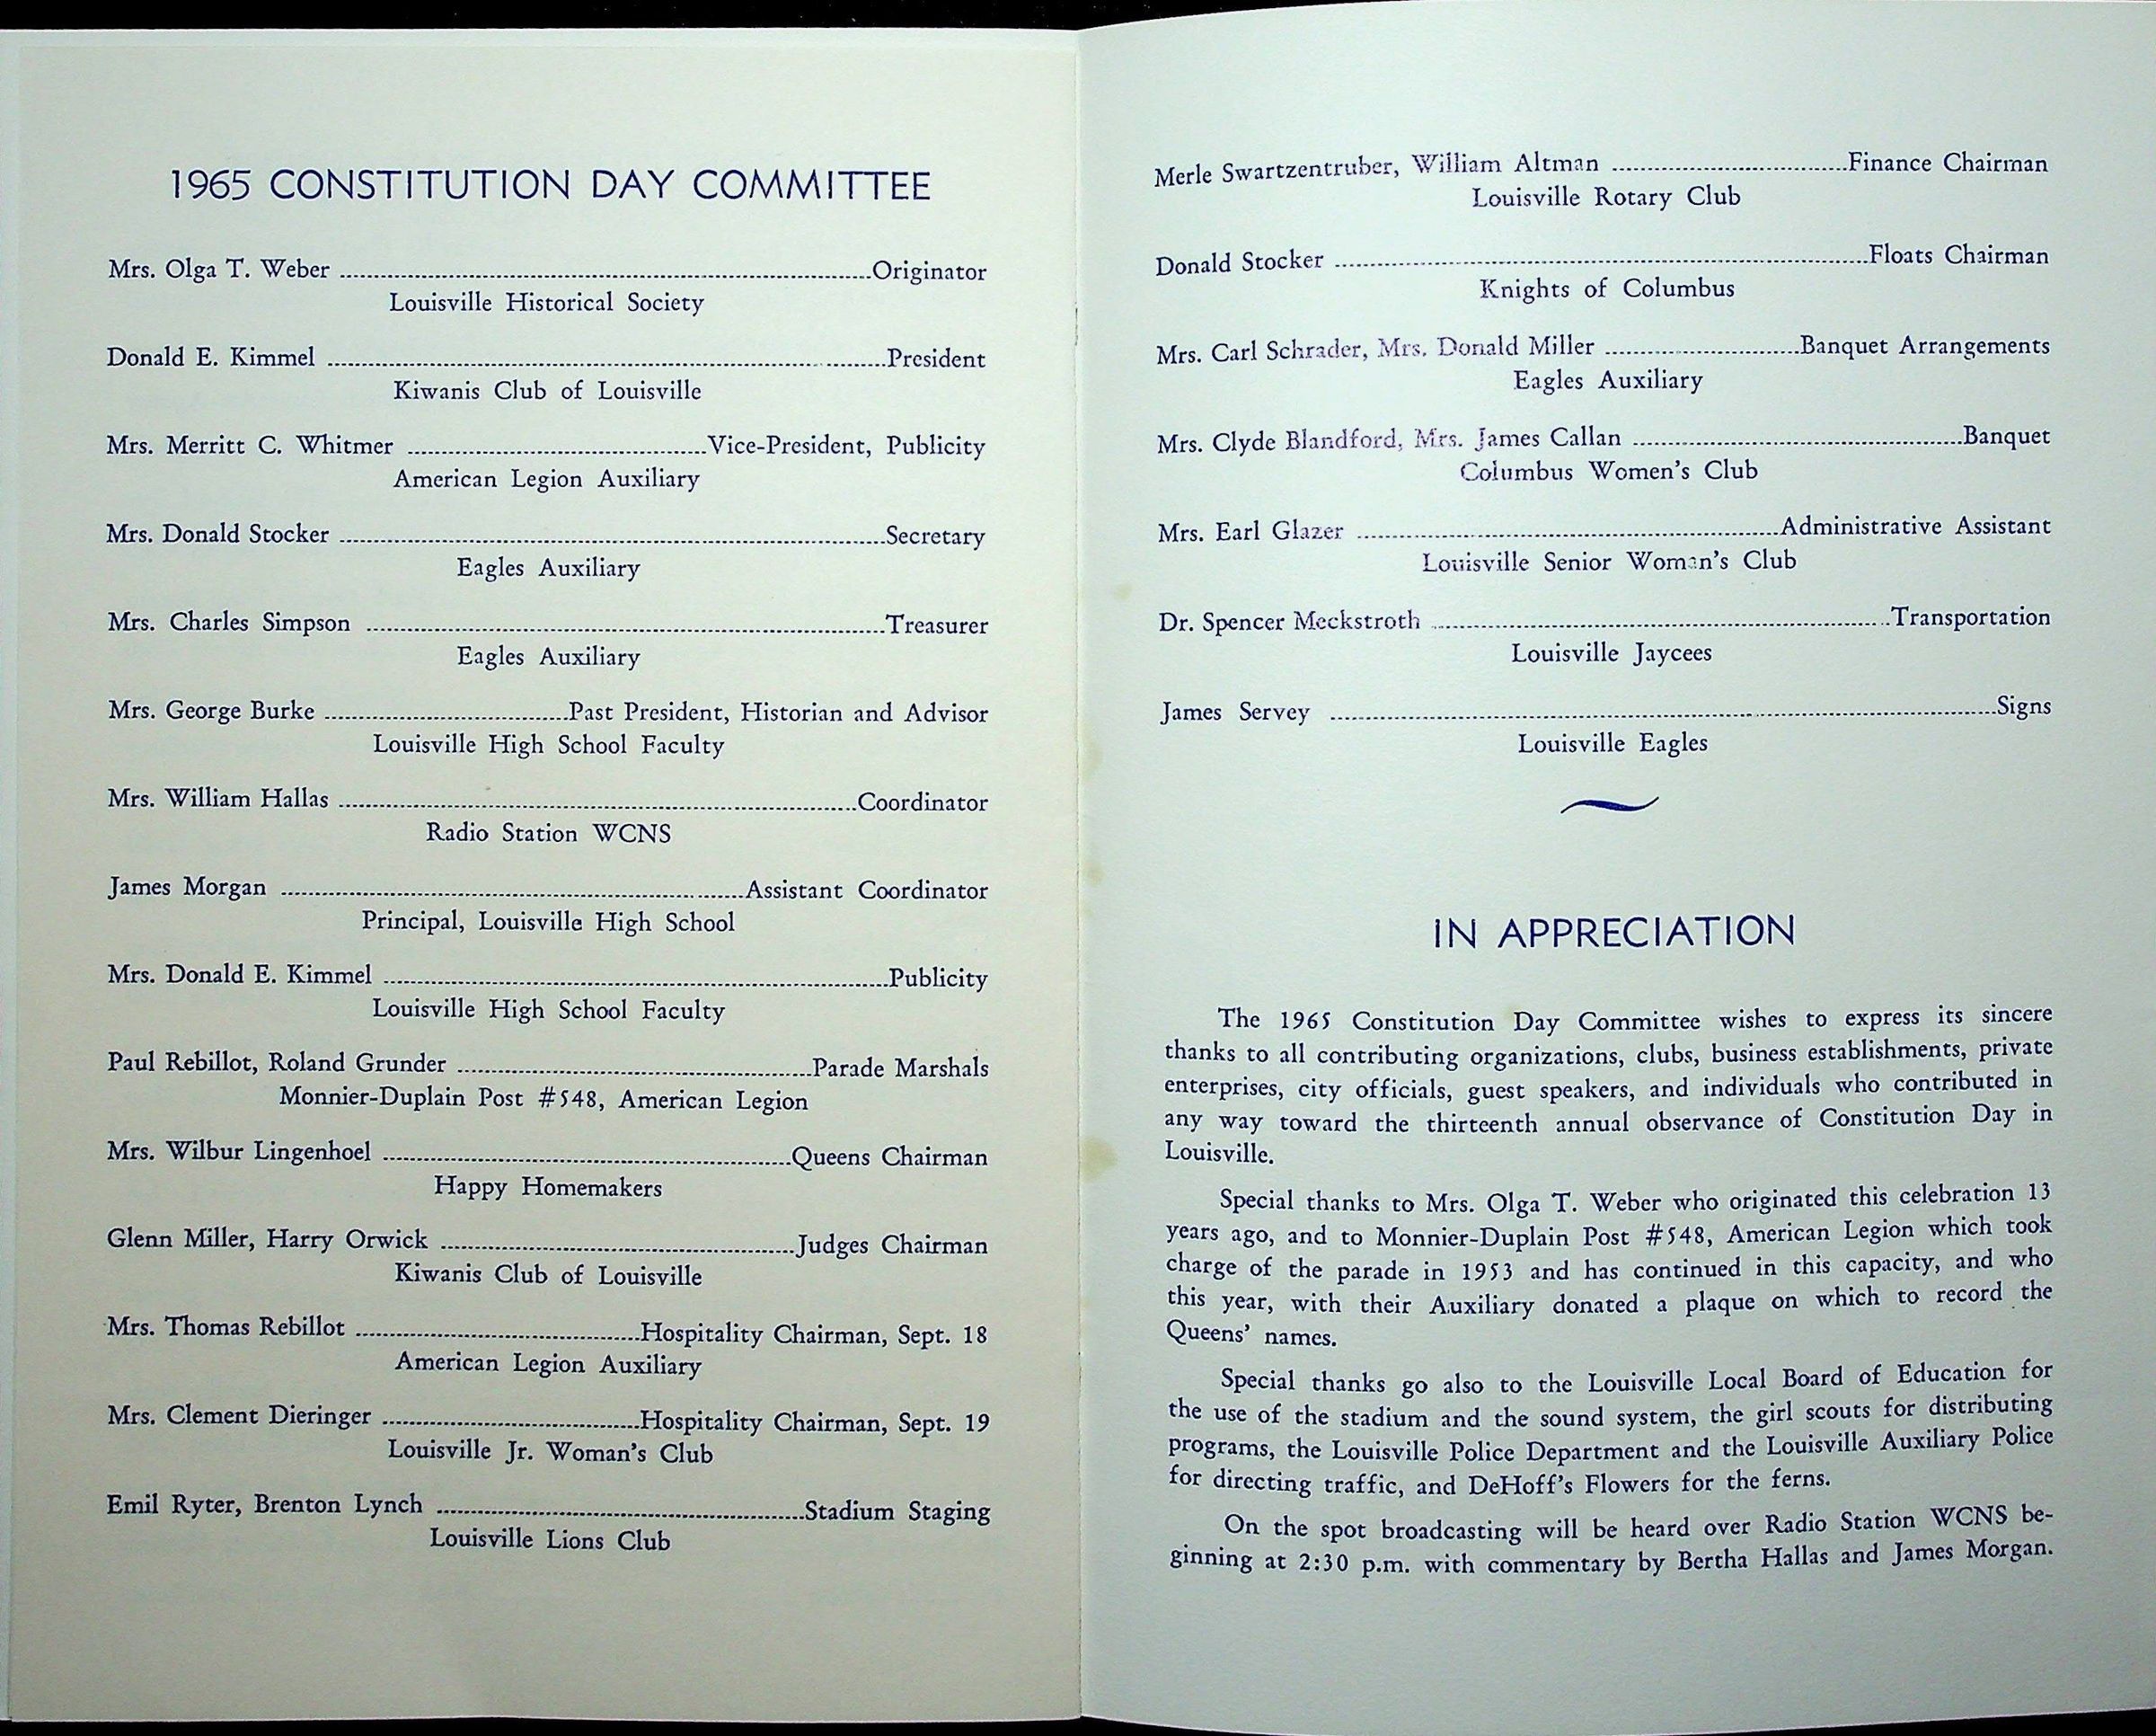 1965 CONSTITUTION DAY COMMITTEE
Mrs. Olga T. Weber ........ Originator
Louisville Historical Society
Donald E. Kimmel ........ President
Kiwanis Club of Louisville
Mrs. Merritt C. Whitmer ........ Vice-President, Publicity
American Legion Auxiliary
Mrs. Donald Stocker ........ Secretary
Eagles Auxiliary
Mrs. Charles Simpson ........ Treasurer
Eagles Auxiliary
Mrs. George Burke ........ Past President, Historian and Advisor
Louisville High School Faculty
Mrs. William Hallas ........ Coordinator
Radio Station WCNS
James Morgan ........ Assistant Coordinator
Principal, Louisville High School
Mrs. Donald E. Kimmel ........ Publicity
Louisville High School Faculty
Paul Rebillot, Roland Grunder ........ Parade Marshals
Monnier-Duplain Post #548, American Legion
Mrs. Wilbur Lingenhoel ........ Queens Chairman
Happy Homemakers
Glenn Miller, Harry Orwick ........ Judges Chairman
Kiwanis Club of Louisville
Mrs. Thomas Rebillot ........ Hospitality Chairman, Sept. 18
American Legion Auxiliary
Mrs. Clement Dieringer ........ Hospitality Chairman, Sept. 19
Louisville Jr. Woman's Club
Emil Ryter, Brenton Lynch ........ Stadium Staging
Louisville Lions Club
Merle Swartzentruber, William Altman ........ Finance Chairman
Louisville Rotary Club
Donald Stocker ........ Floats Chairman
Knights of Columbus
Mrs. Carl Schrader, Mrs. Donald Miller ........ Banquet Arrangements
Eagles Auxiliary
Mrs. Clyde Blandford, Mrs. James Callan ........ Banquet
Columbus Women's Club
Mrs. Earl Glazer ........ Administrative Assistant
Louisville Senior Woman's Club
Dr. Spencer Meckstroth ........ Transportation
Louisville Jaycees
James Servey ........ Signs
Louisville Eagles
IN APPRECIATION
The 1965 Constitution Day Committee wishes to express its sincere
thanks to all contributing organizations, clubs, business establishments, private
enterprises, city officials, guest speakers, and individuals who contributed in
any way toward the thirteenth annual observance of Constitution Day in
Louisville.
Special thanks to Mrs. Olga T. Weber who originated this celebration 13
years ago, and to Monnier-Duplain Post #548, American Legion which took
charge of the parade in 1953 and has continued in this capacity, and who
this year, with their Auxiliary donated a plaque on which to record the
Queens' names.
Special thanks go also to the Louisville Local Board of Education for
the use of the stadium and the sound system, the girl scouts for distributing
programs, the Louisville Police Department and the Louisville Auxiliary Police
for directing traffic, and DeHoff's Flowers for the ferns.
On the spot broadcasting will be heard over Radio Station WCNS be-
ginning at 2:30 p.m. with commentary by Bertha Hallas and James Morgan.